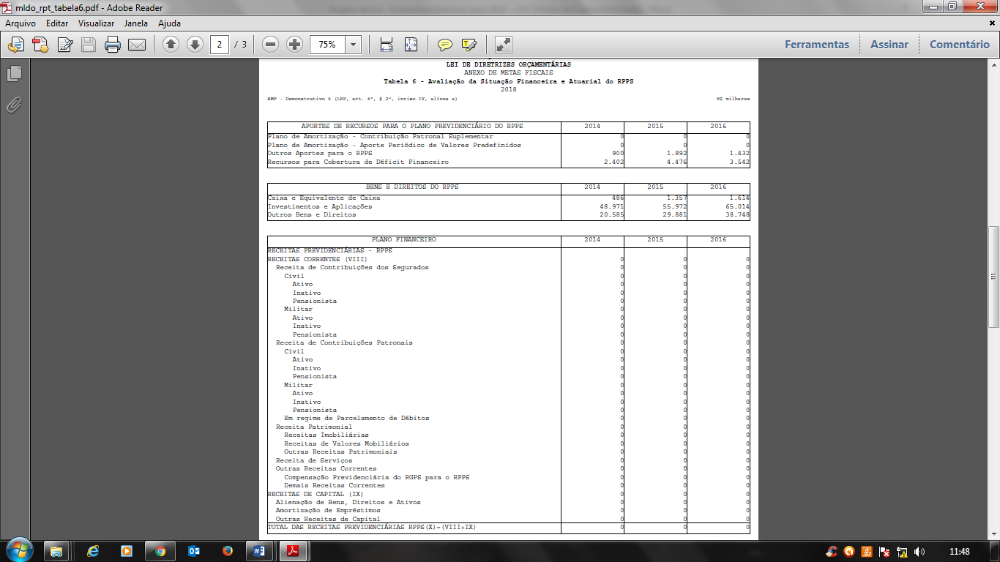 mldo_rpt_tabela6.pdf - Adobe Reader
Arquivo Editar Visualizar Janela Ajuda
2 / 3 75% Ferramentas Assinar Comentário
LEI DE DIRETRIZES ORÇAMENTÁRIAS
ANEXO DE METAS FISCAIS
Tabela 6 - Avaliação da Situação Financeira e Atuarial do RPPS
2018
AMF - Demonstrativo 6 (LRF, art. 4º, § 2º, inciso IV, alínea a) R$ milhares
APORTES DE RECURSOS PARA O PLANO PREVIDENCIÁRIO DO RPPS 2014 2015 2016
Plano de Amortização - Contribuição Patronal Suplementar 0 0 0
Plano de Amortização - Aporte Periódico de Valores Predefinidos 0 0 0
Outros Aportes para o RPPS 900 1.892 1.432
Recursos para Cobertura de Déficit Financeiro 2.402 4.476 3.542
BENS E DIREITOS DO RPPS 2014 2015 2016
Caixa e Equivalente de Caixa 486 1.357 1.614
Investimentos e Aplicações 48.971 55.972 65.014
Outros Bens e Direitos 20.585 29.881 38.748
PLANO FINANCEIRO 2014 2015 2016
RECEITAS PREVIDENCIÁRIAS - RPPS
RECEITAS CORRENTES (VIII) 0 0 0
Receita de Contribuições dos Segurados 0 0 0
Civil 0 0 0
Ativo 0 0 0
Inativo 0 0 0
Pensionista 0 0 0
Militar 0 0 0
Ativo 0 0 0
Inativo 0 0 0
Pensionista 0 0 0
Receita de Contribuições Patronais 0 0 0
Civil 0 0 0
Ativo 0 0 0
Inativo 0 0 0
Pensionista 0 0 0
Militar 0 0 0
Ativo 0 0 0
Inativo 0 0 0
Pensionista 0 0 0
Em regime de Parcelamento de Débitos 0 0 0
Receita Patrimonial 0 0 0
Receitas Imobiliárias 0 0 0
Receitas de Valores Mobiliários 0 0 0
Outras Receitas Patrimoniais 0 0 0
Receita de Serviços 0 0 0
Outras Receitas Correntes 0 0 0
Compensação Previdenciária do RGPS para o RPPS 0 0 0
Demais Receitas Correntes 0 0 0
RECEITAS DE CAPITAL (IX) 0 0 0
Alienação de Bens, Direitos e Ativos 0 0 0
Amortização de Empréstimos 0 0 0
Outras Receitas de Capital 0 0 0
TOTAL DAS RECEITAS PREVIDENCIÁRIAS RPPS(X)=(VIII+IX) 0 0 0
11:48